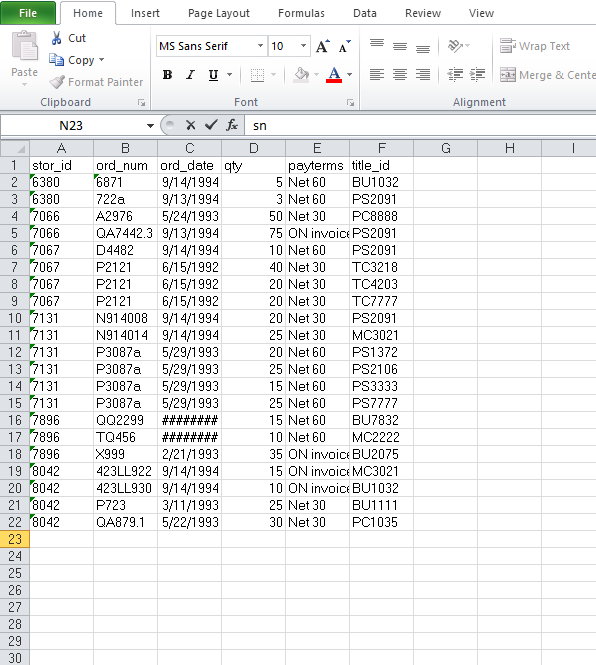 File Home Insert Page Layout Formulas Data Review View
Cut
MS Sans Serif 10 A A Wrap Text
Copy
Paste
Format Painter
B I U A Merge & Cente
Clipboard Font Alignment
N23 fx sn
A B C D E F G H I
1 stor_id ord_num ord_date qty payterms title_id
2 6380 6871 9/14/1994 5 Net 60 BU1032
3 6380 722a 9/13/1994 3 Net 60 PS2091
4 7066 A2976 5/24/1993 50 Net 30 PC8888
5 7066 QA7442.3 9/13/1994 75 ON invoice PS2091
6 7067 D4482 9/14/1994 10 Net 60 PS2091
7 7067 P2121 6/15/1992 40 Net 30 TC3218
8 7067 P2121 6/15/1992 20 Net 30 TC4203
9 7067 P2121 6/15/1992 20 Net 30 TC7777
10 7131 N914008 9/14/1994 20 Net 30 PS2091
11 7131 N914014 9/14/1994 25 Net 30 MC3021
12 7131 P3087a 5/29/1993 20 Net 60 PS1372
13 7131 P3087a 5/29/1993 25 Net 60 PS2106
14 7131 P3087a 5/29/1993 15 Net 60 PS3333
15 7131 P3087a 5/29/1993 25 Net 60 PS7777
16 7896 QQ2299 ######## 15 Net 60 BU7832
17 7896 TQ456 ######## 10 Net 60 MC2222
18 7896 X999 2/21/1993 35 ON invoice BU2075
19 8042 423LL922 9/14/1994 15 ON invoice MC3021
20 8042 423LL930 9/14/1994 10 ON invoice BU1032
21 8042 P723 3/11/1993 25 Net 30 BU1111
22 8042 QA879.1 5/22/1993 30 Net 30 PC1035
23
24
25
26
27
28
29
30